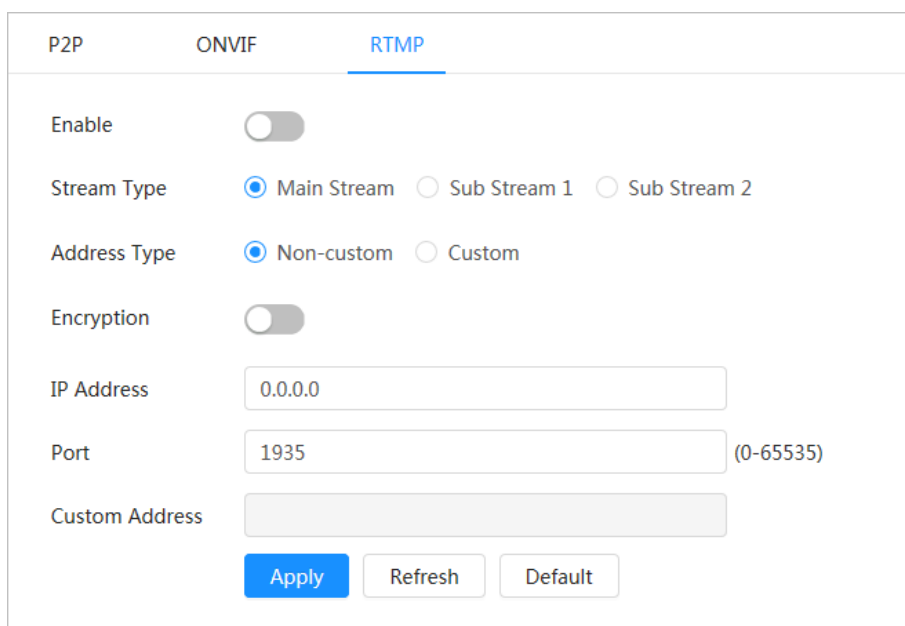 P2P ONVIF RTMP
Enable
Stream Type Main Stream Sub Stream 1 Sub Stream 2
Address Type Non-custom Custom
Encryption
IP Address 0.0.0.0
Port 1935 (0-65535)
Custom Address
Apply Refresh Default